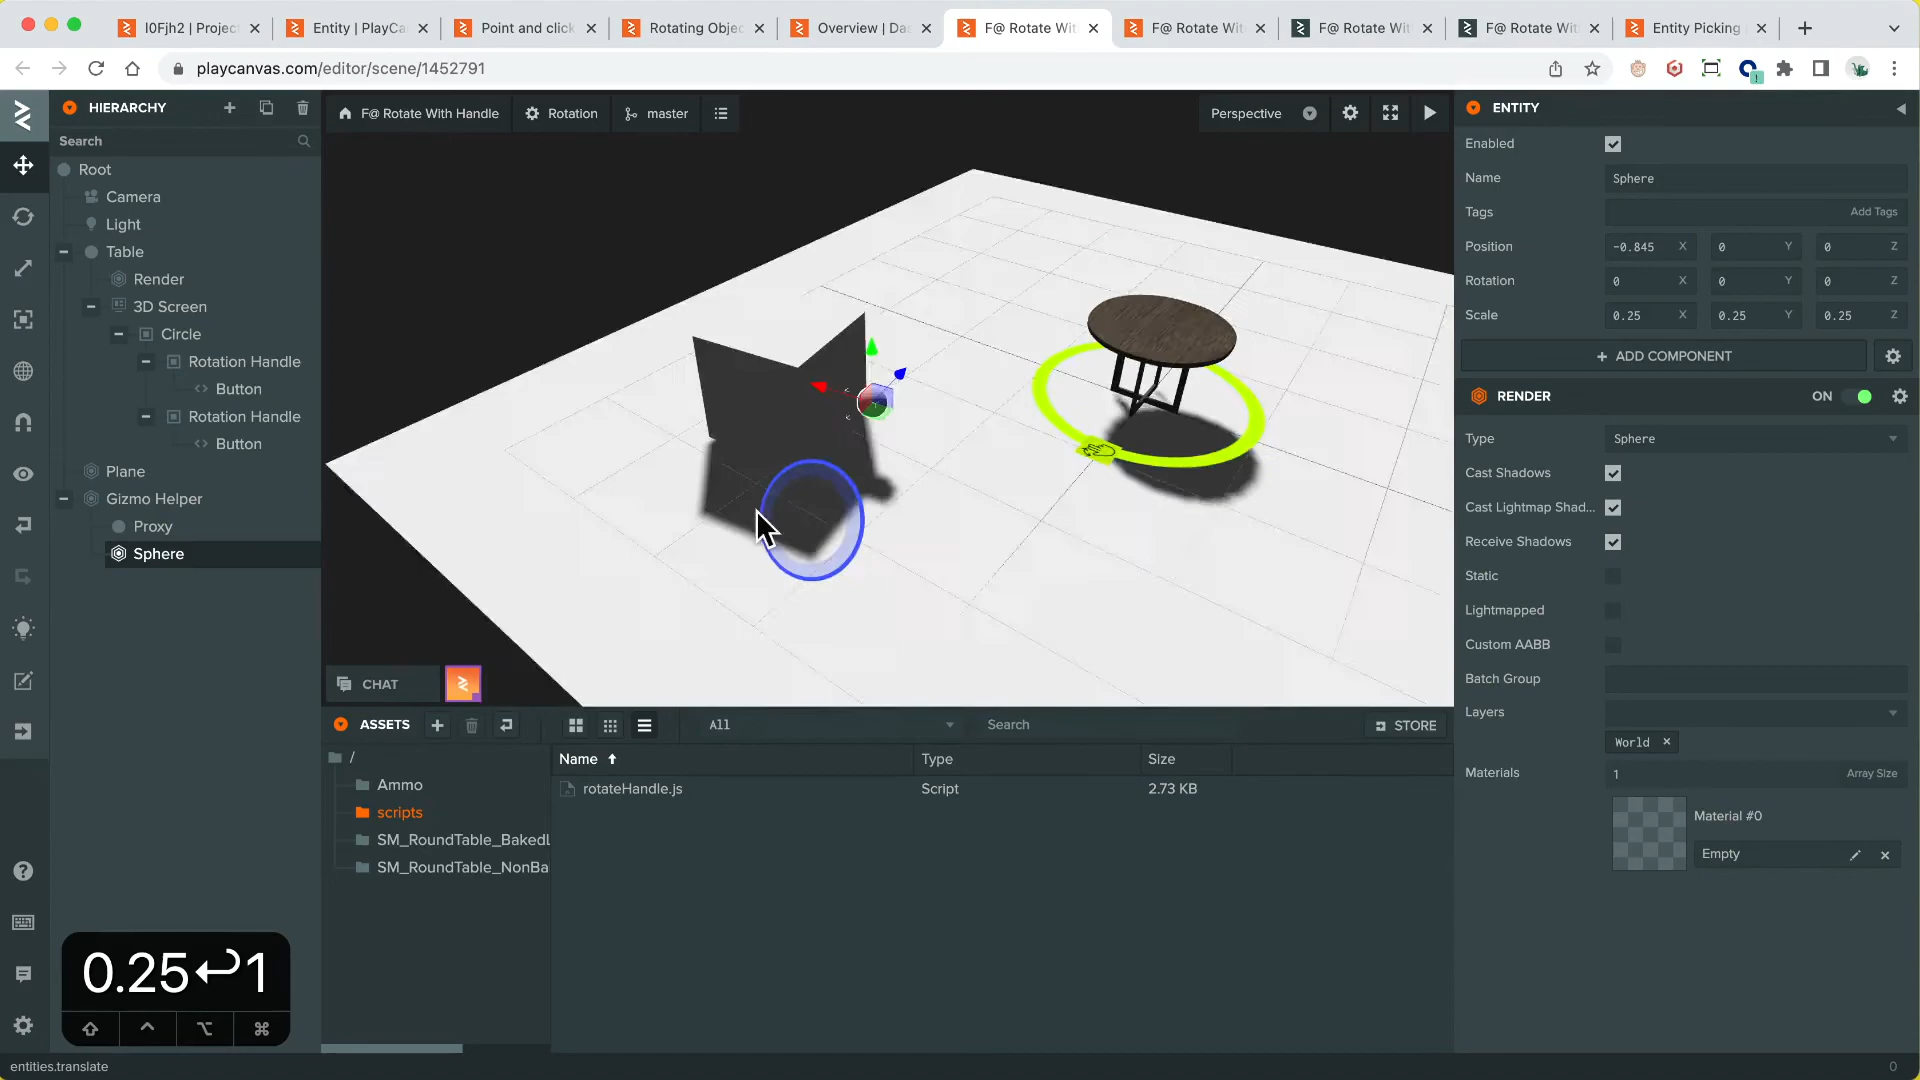 I0Fjh2 | Project
Entity | PlayCa
Point and click
Rotating Objec
Overview | Das
F@ Rotate Wit
F@ Rotate Wit
F@ Rotate Wit
F@ Rotate Wit
Entity Picking
playcanvas.com/editor/scene/1452791
HIERARCHY
F@ Rotate With Handle
Rotation
master
Perspective
ENTITY
Search
Enabled
Root
Camera
Name
Sphere
Light
Tags
Add Tags
Table
Position
-0.845 X
0 Y
0 Z
Render
Rotation
0 X
0 Y
0 Z
3D Screen
Scale
0.25 X
0.25 Y
0.25 Z
Circle
ADD COMPONENT
Rotation Handle
Button
RENDER
ON
Rotation Handle
Type
Sphere
Button
Plane
Cast Shadows
Gizmo Helper
Cast Lightmap Shad...
Proxy
Receive Shadows
Sphere
Static
Lightmapped
Custom AABB
Batch Group
CHAT
Layers
ASSETS
All
Search
STORE
World
/
Name
Type
Size
Materials
1
Array Size
Ammo
rotateHandle.js
Script
2.73 KB
scripts
Material #0
SM_RoundTable_BakedL
Empty
SM_RoundTable_NonBa
0.25↩1
entities.translate
0